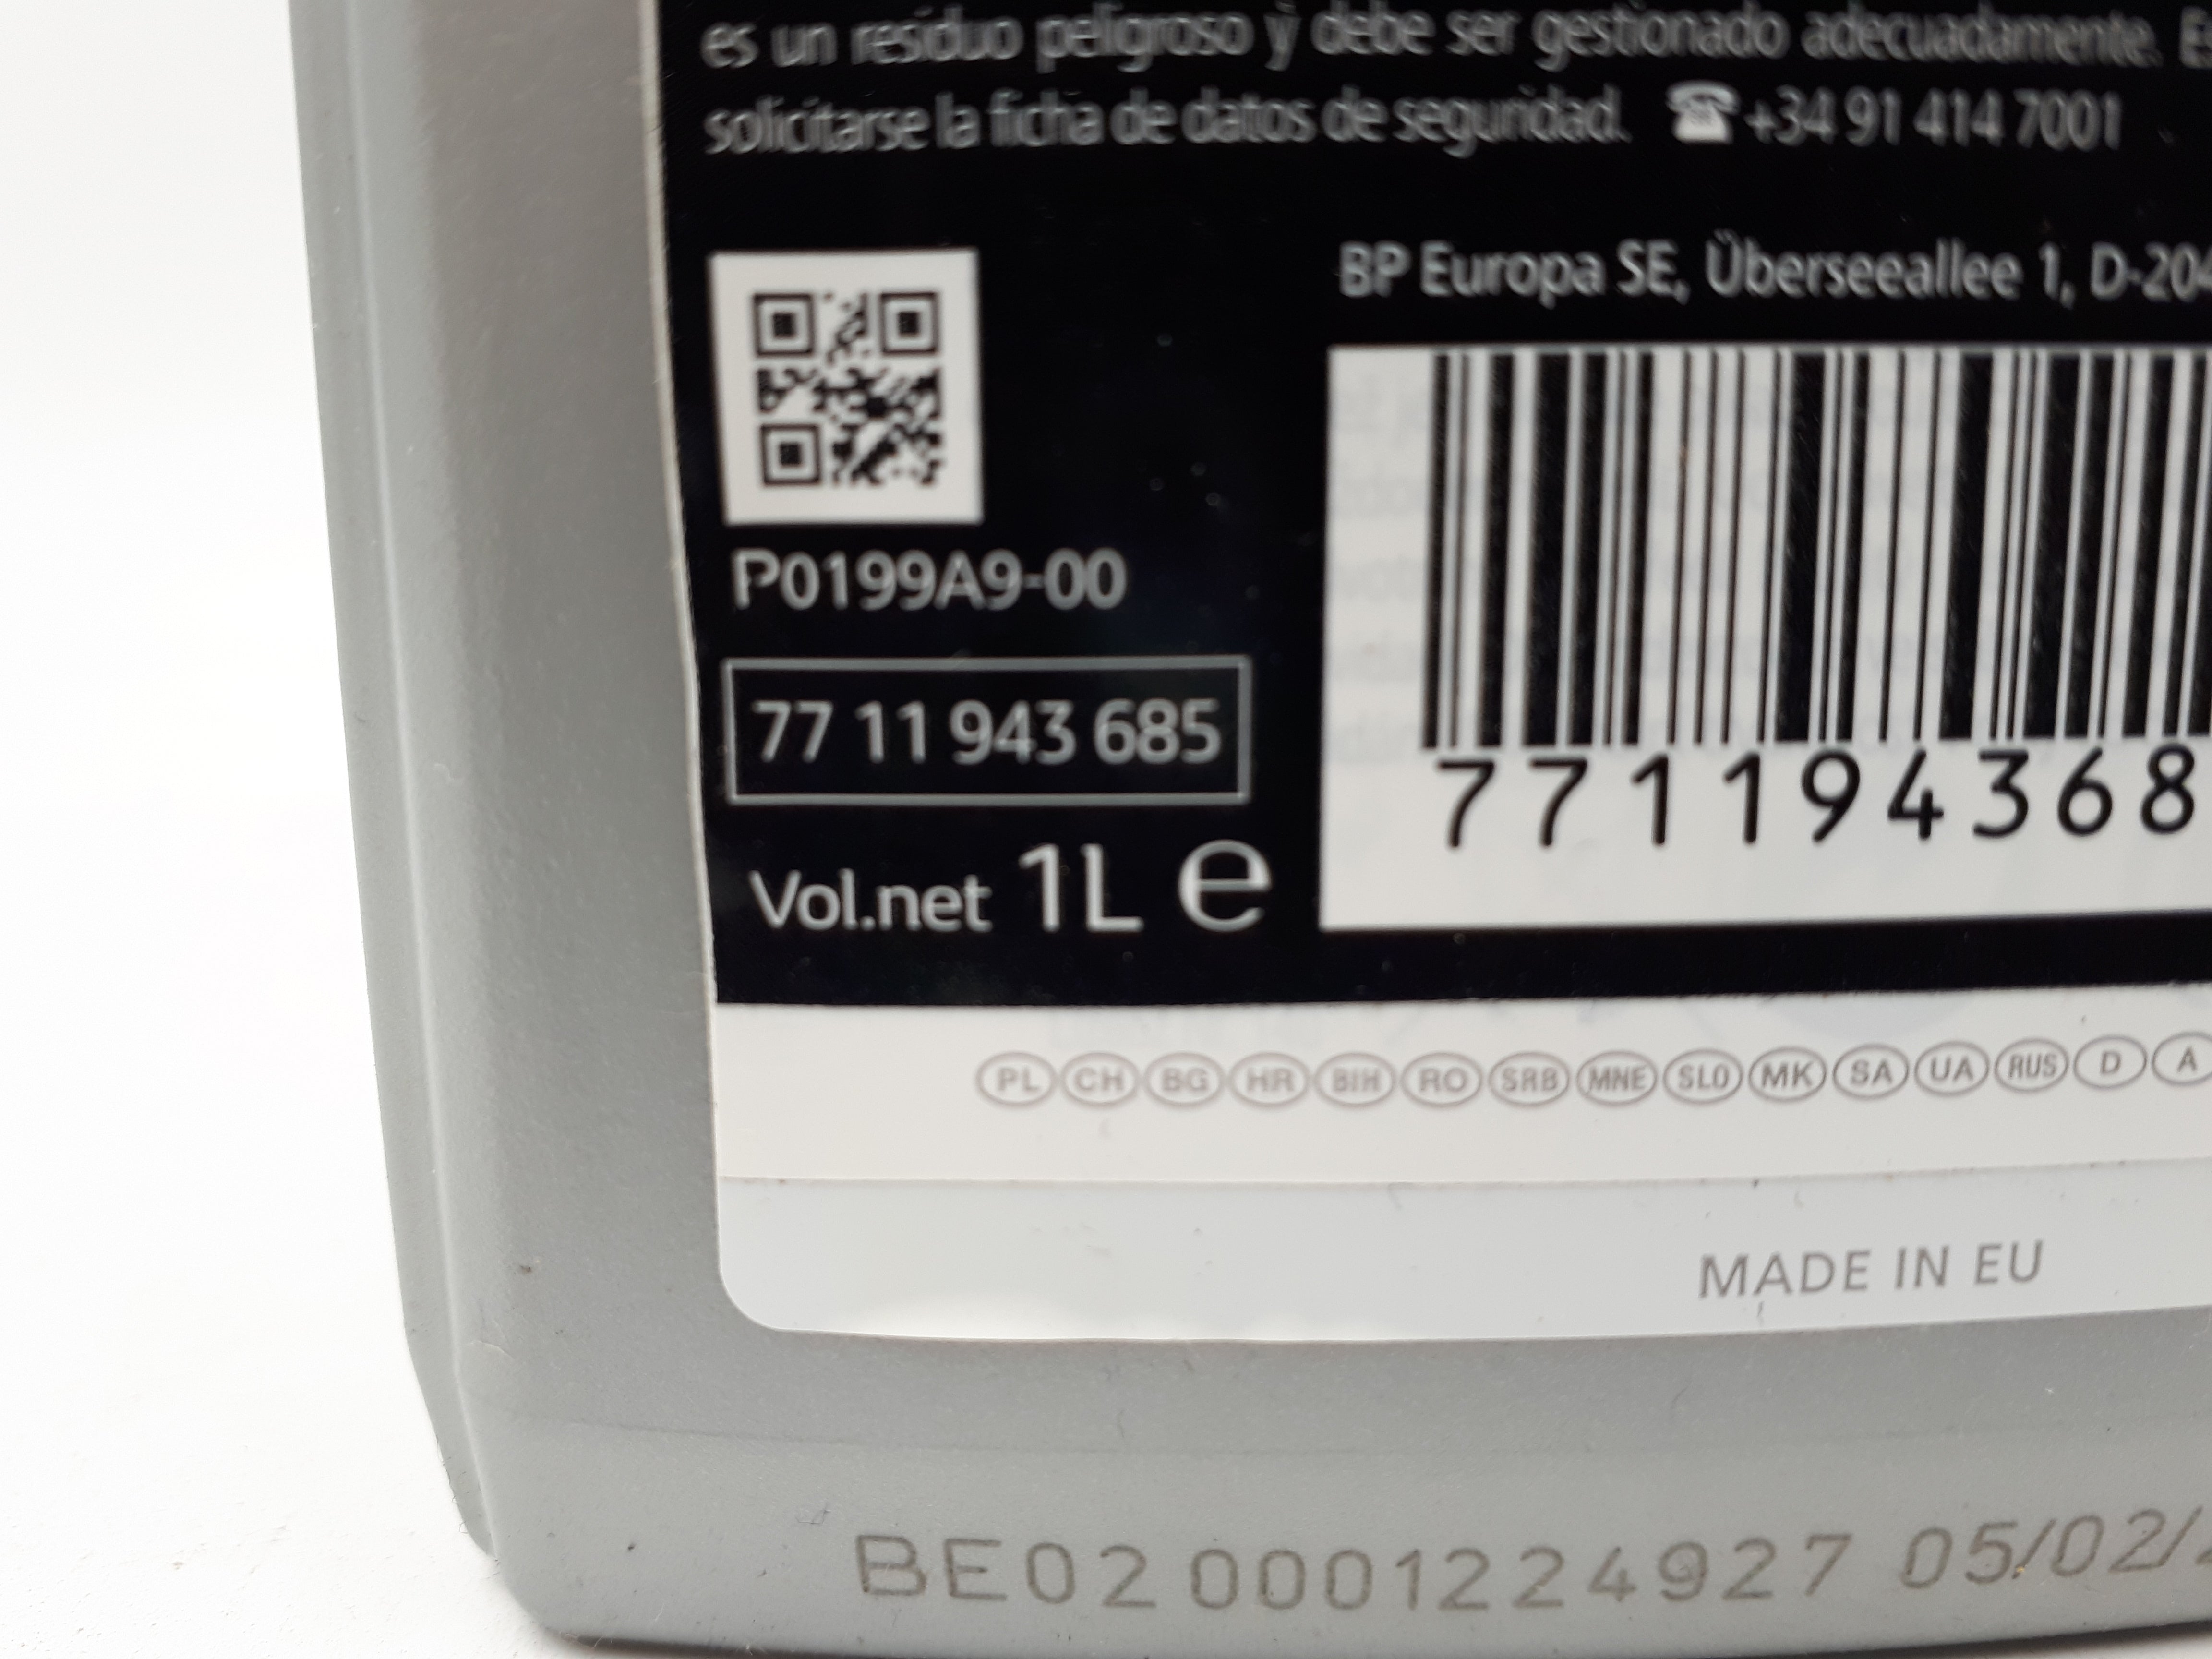 es un residuo peligroso y debe ser gestionado adecuadamente.
solicitarse la ficha de datos de seguridad. ☎ +34 91 414 7001
BP Europa SE, Überseeallee 1, D-204
P0199A9-00
77 11 943 685
771194368
Vol.net 1L ℮
PL CH BG HR BIH RO SRB MNE SLO MK SA UA RUS D A
MADE IN EU
BE02 0001224927 05/02/